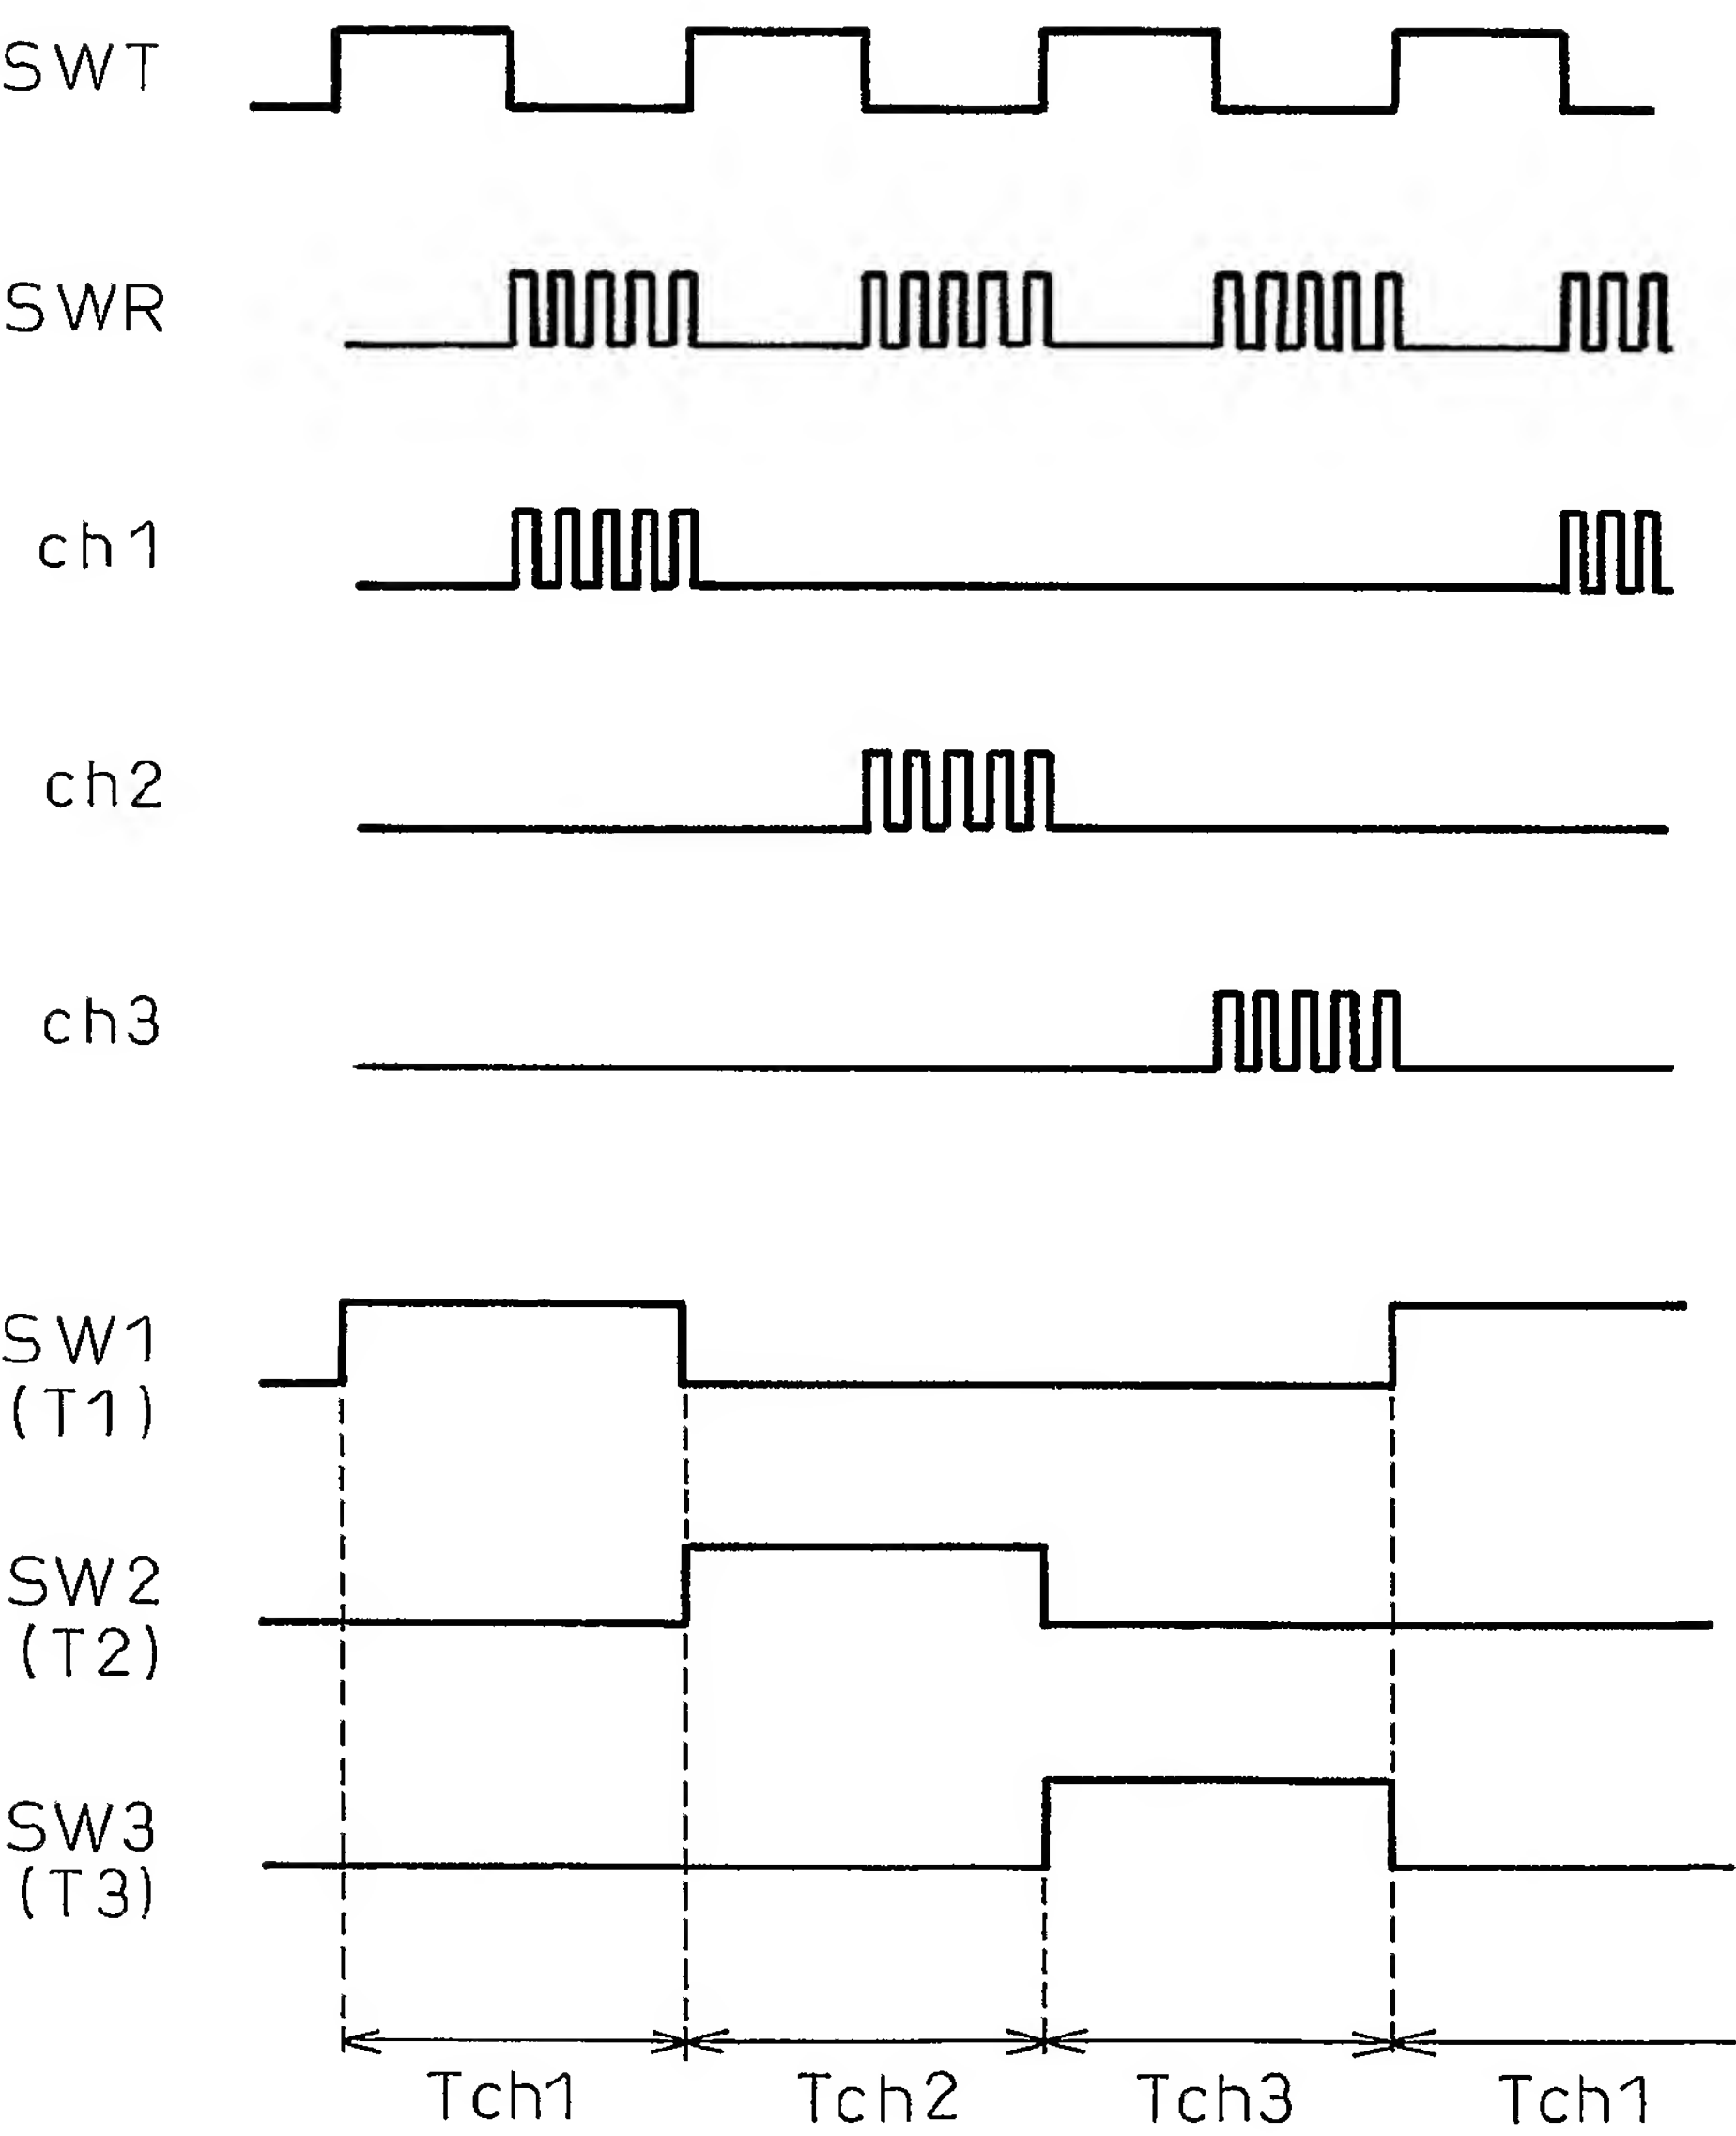 SWT
SWR
ch1
ch2
ch3
SW1
(T1)
SW2
(T2)
SW3
(T3)
Tch1 Tch2 Tch3 Tch1